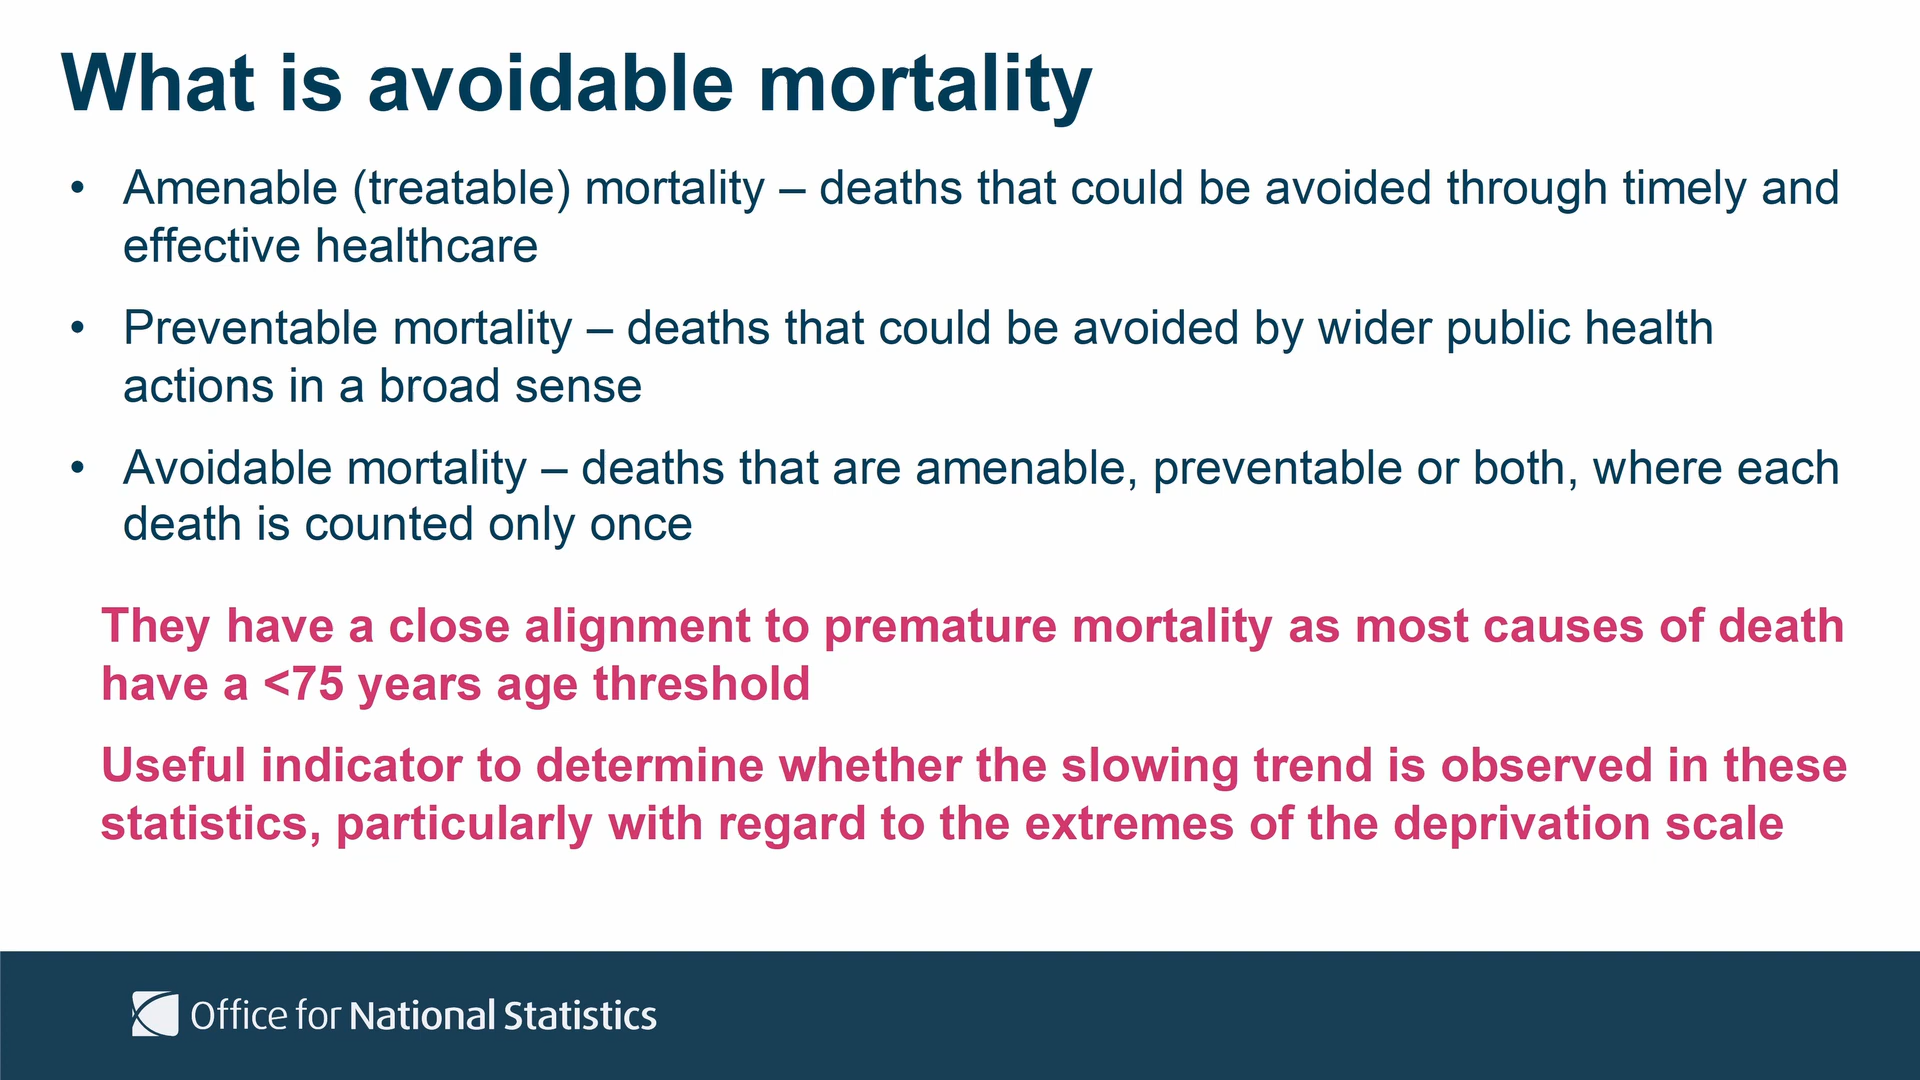 What is avoidable mortality
• Amenable (treatable) mortality – deaths that could be avoided through timely and
effective healthcare
• Preventable mortality – deaths that could be avoided by wider public health
actions in a broad sense
• Avoidable mortality – deaths that are amenable, preventable or both, where each
death is counted only once
They have a close alignment to premature mortality as most causes of death
have a <75 years age threshold
Useful indicator to determine whether the slowing trend is observed in these
statistics, particularly with regard to the extremes of the deprivation scale
Office for National Statistics